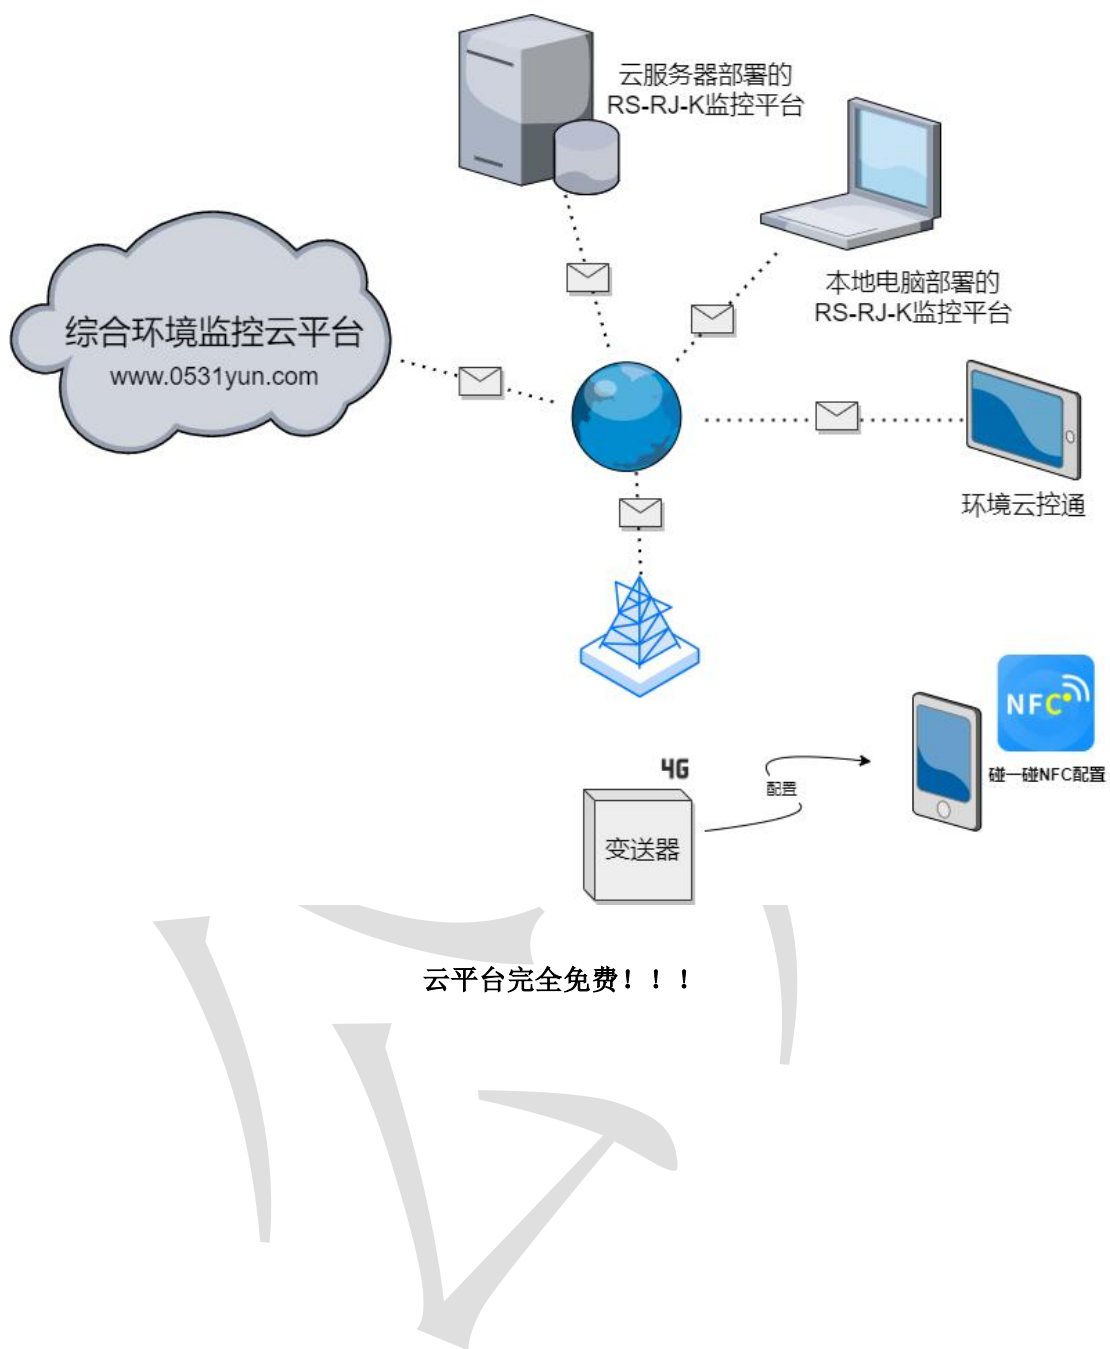 云服务器部署的
RS-RJ-K监控平台
本地电脑部署的
RS-RJ-K监控平台
综合环境监控云平台
www.0531yun.com
环境云控通
NFC
碰一碰NFC配置
4G
配置
变送器
云平台完全免费！！！